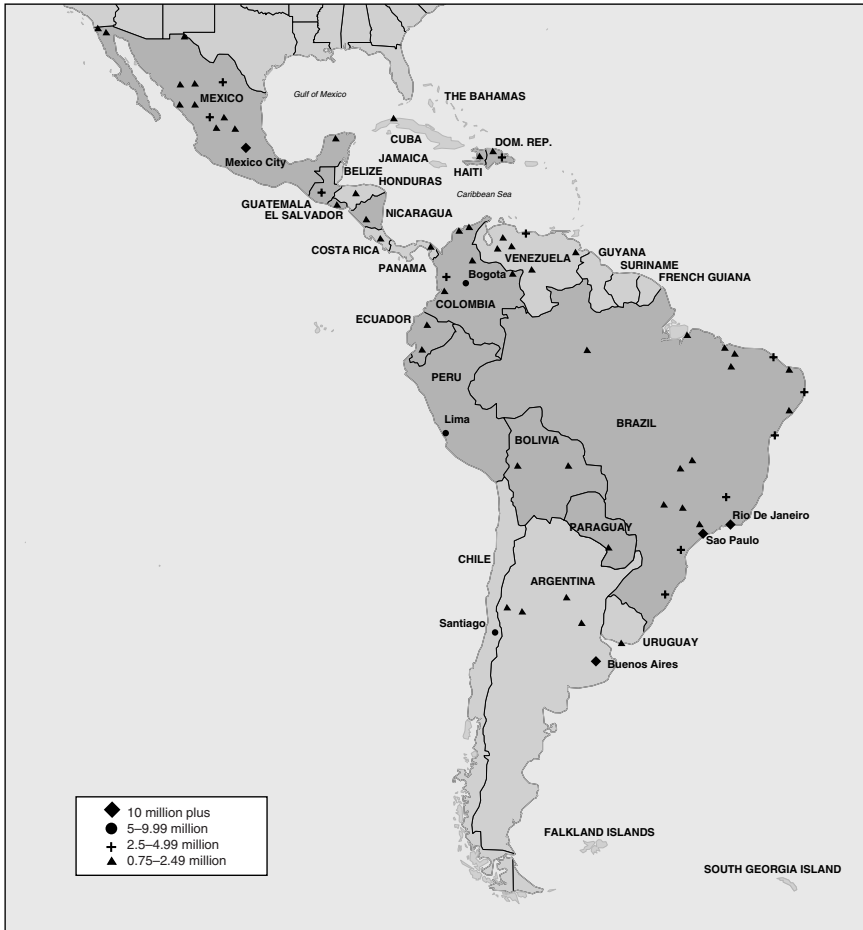 Gulf of Mexico
THE BAHAMAS
MEXICO
CUBA
DOM. REP.
Mexico City
JAMAICA
HAITI
BELIZE
HONDURAS
Caribbean Sea
GUATEMALA
EL SALVADOR
NICARAGUA
COSTA RICA
PANAMA
VENEZUELA
GUYANA
SURINAME
FRENCH GUIANA
Bogota
COLOMBIA
ECUADOR
PERU
Lima
BRAZIL
BOLIVIA
Rio De Janeiro
PARAGUAY
Sao Paulo
CHILE
ARGENTINA
Santiago
URUGUAY
Buenos Aires
10 million plus
5–9.99 million
2.5–4.99 million
0.75–2.49 million
FALKLAND ISLANDS
SOUTH GEORGIA ISLAND